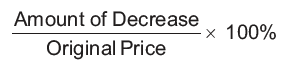 Amount of Decrease
Original Price × 100%